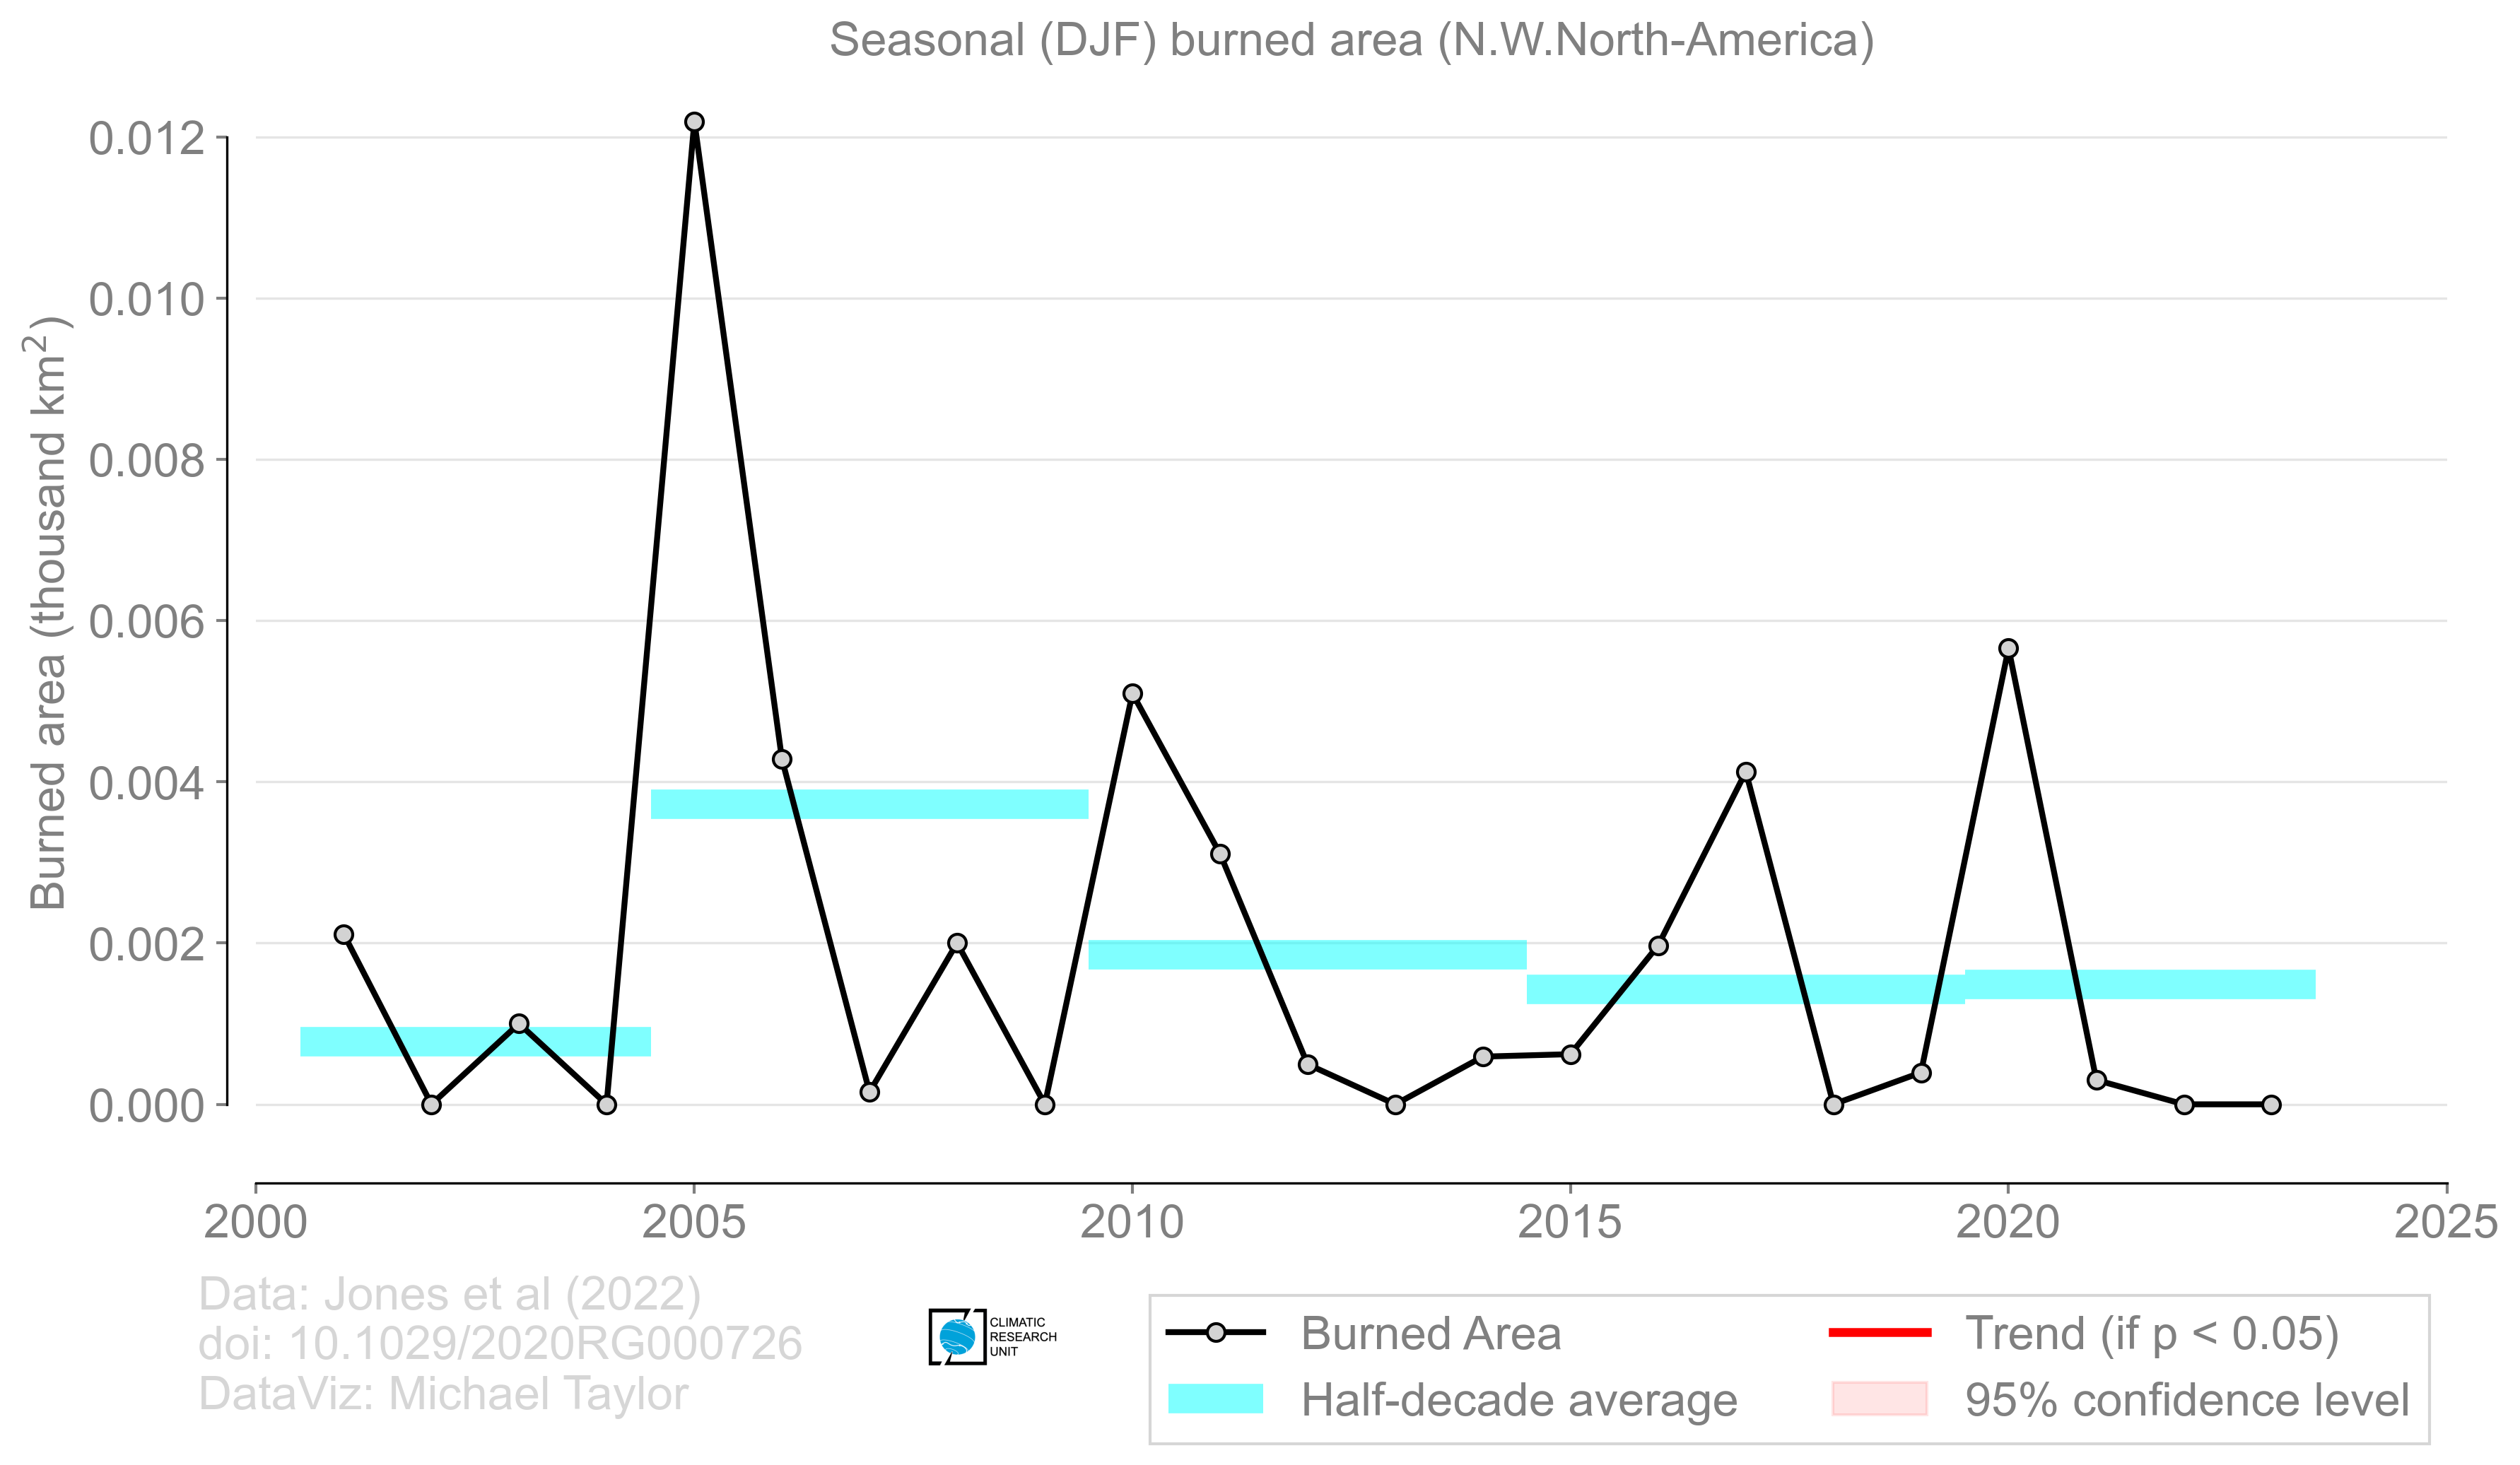 Seasonal (DJF) burned area (N.W.North-America)
Burned area (thousand km²)
0.012
0.010
0.008
0.006
0.004
0.002
0.000
2000
2005
2010
2015
2020
2025
Data: Jones et al (2022)
doi: 10.1029/2020RG000726
DataViz: Michael Taylor
CLIMATIC
RESEARCH
UNIT
Burned Area
Half-decade average
Trend (if p < 0.05)
95% confidence level